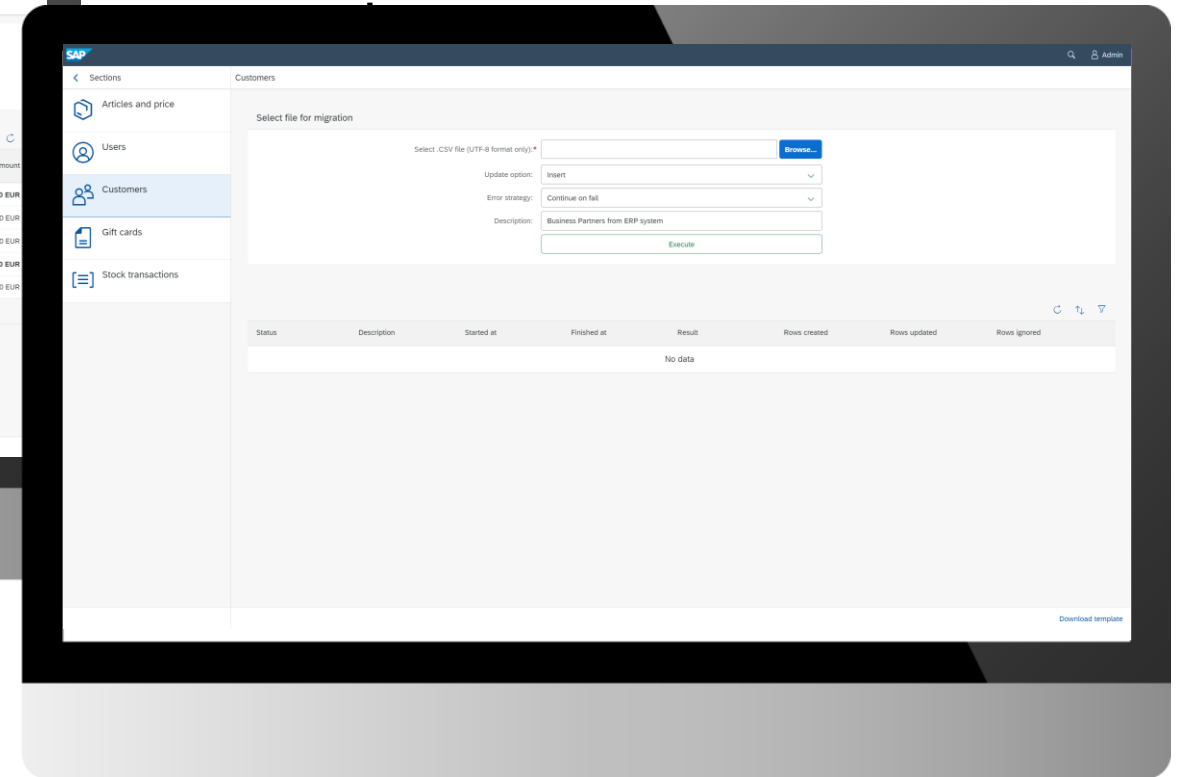 SAP
Admin
Sections
Customers
Articles and price
Users
Customers
Gift cards
Stock transactions
Select file for migration
Select .CSV file (UTF-8 format only):*
Browse...
Update option:
Insert
Error strategy:
Continue on fail
Description:
Business Partners from ERP system
Execute
Status
Description
Started at
Finished at
Result
Rows created
Rows updated
Rows ignored
No data
Download template
EUR
EUR
EUR
EUR
EUR